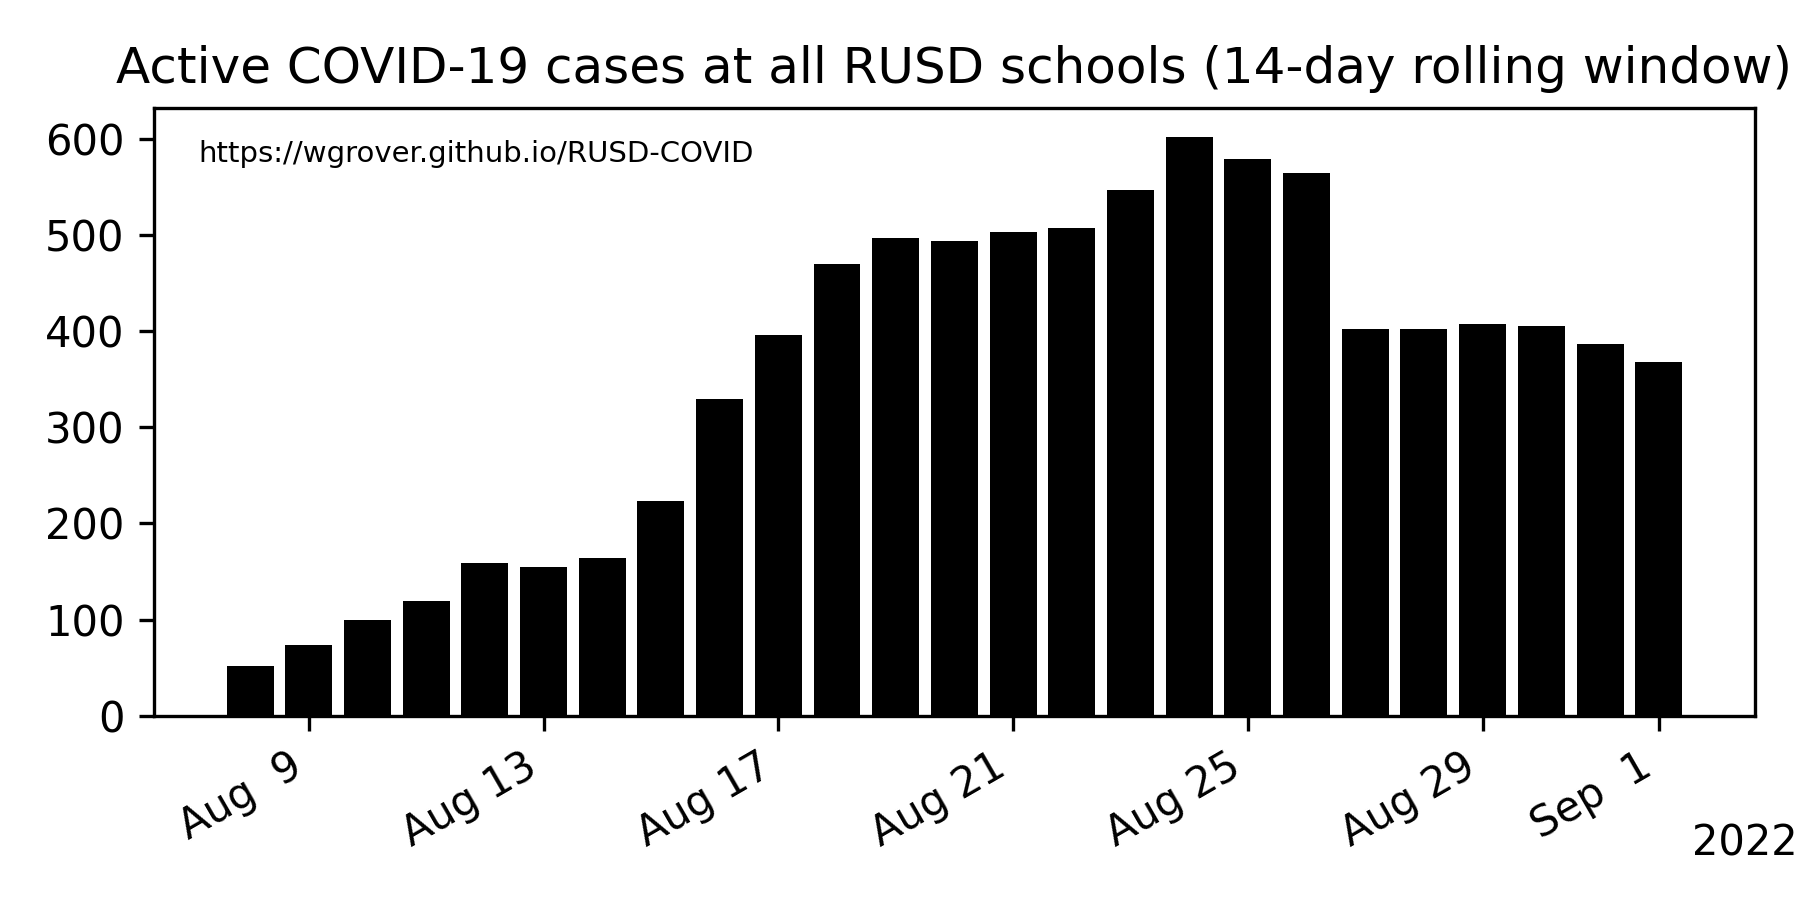 Active COVID-19 cases at all RUSD schools (14-day rolling window)
https://wgrover.github.io/RUSD-COVID
600
500
400
300
200
100
0
Aug 9
Aug 13
Aug 17
Aug 21
Aug 25
Aug 29
Sep 1
2022